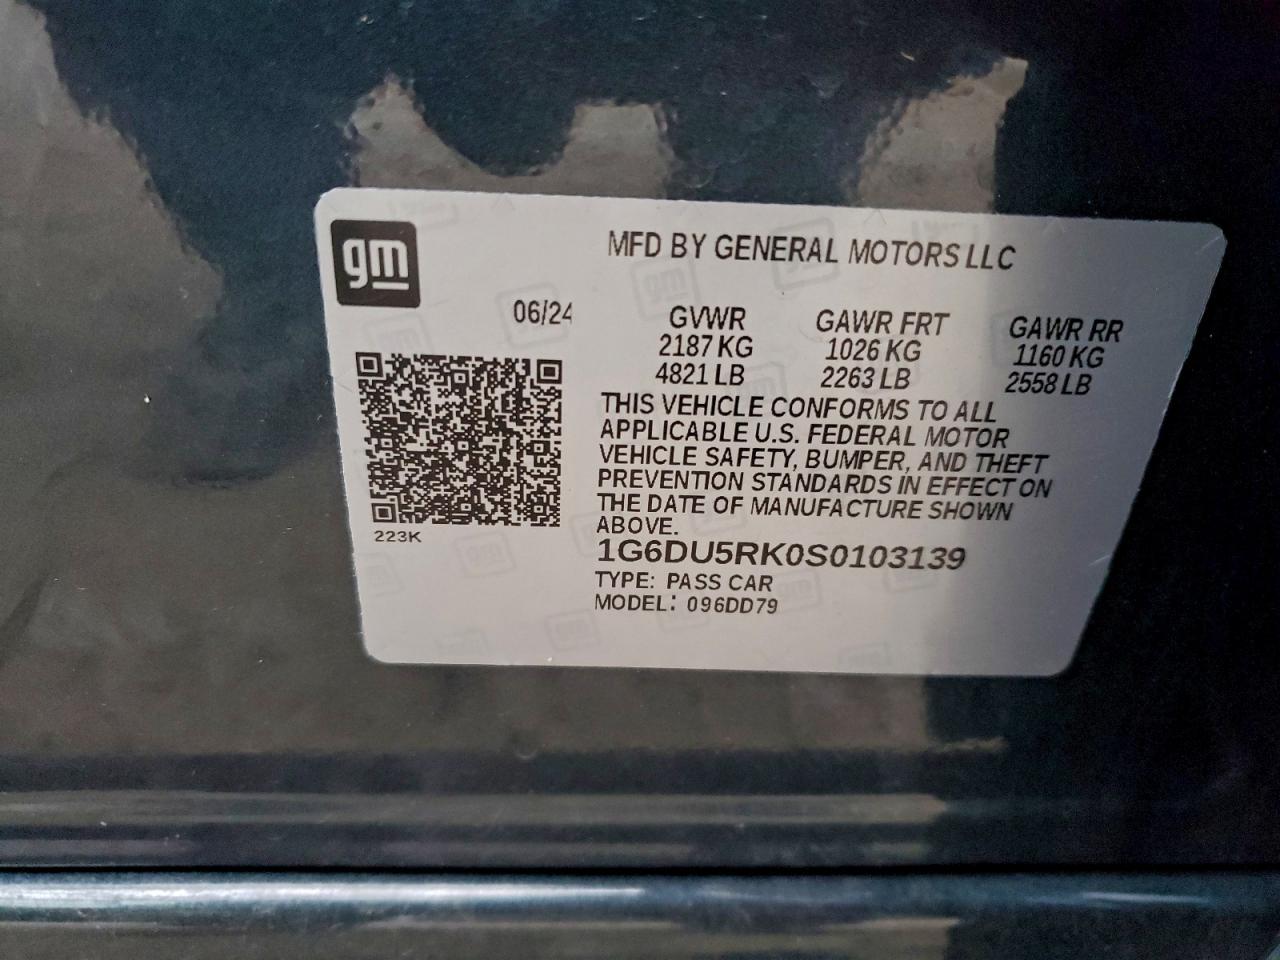 gm
MFD BY GENERAL MOTORS LLC
06/24
GVWR GAWR FRT GAWR RR
2187 KG 1026 KG 1160 KG
4821 LB 2263 LB 2558 LB
THIS VEHICLE CONFORMS TO ALL
APPLICABLE U.S. FEDERAL MOTOR
VEHICLE SAFETY, BUMPER, AND THEFT
PREVENTION STANDARDS IN EFFECT ON
THE DATE OF MANUFACTURE SHOWN
ABOVE.
223K
1G6DU5RK0S0103139
TYPE: PASS CAR
MODEL: 096DD79